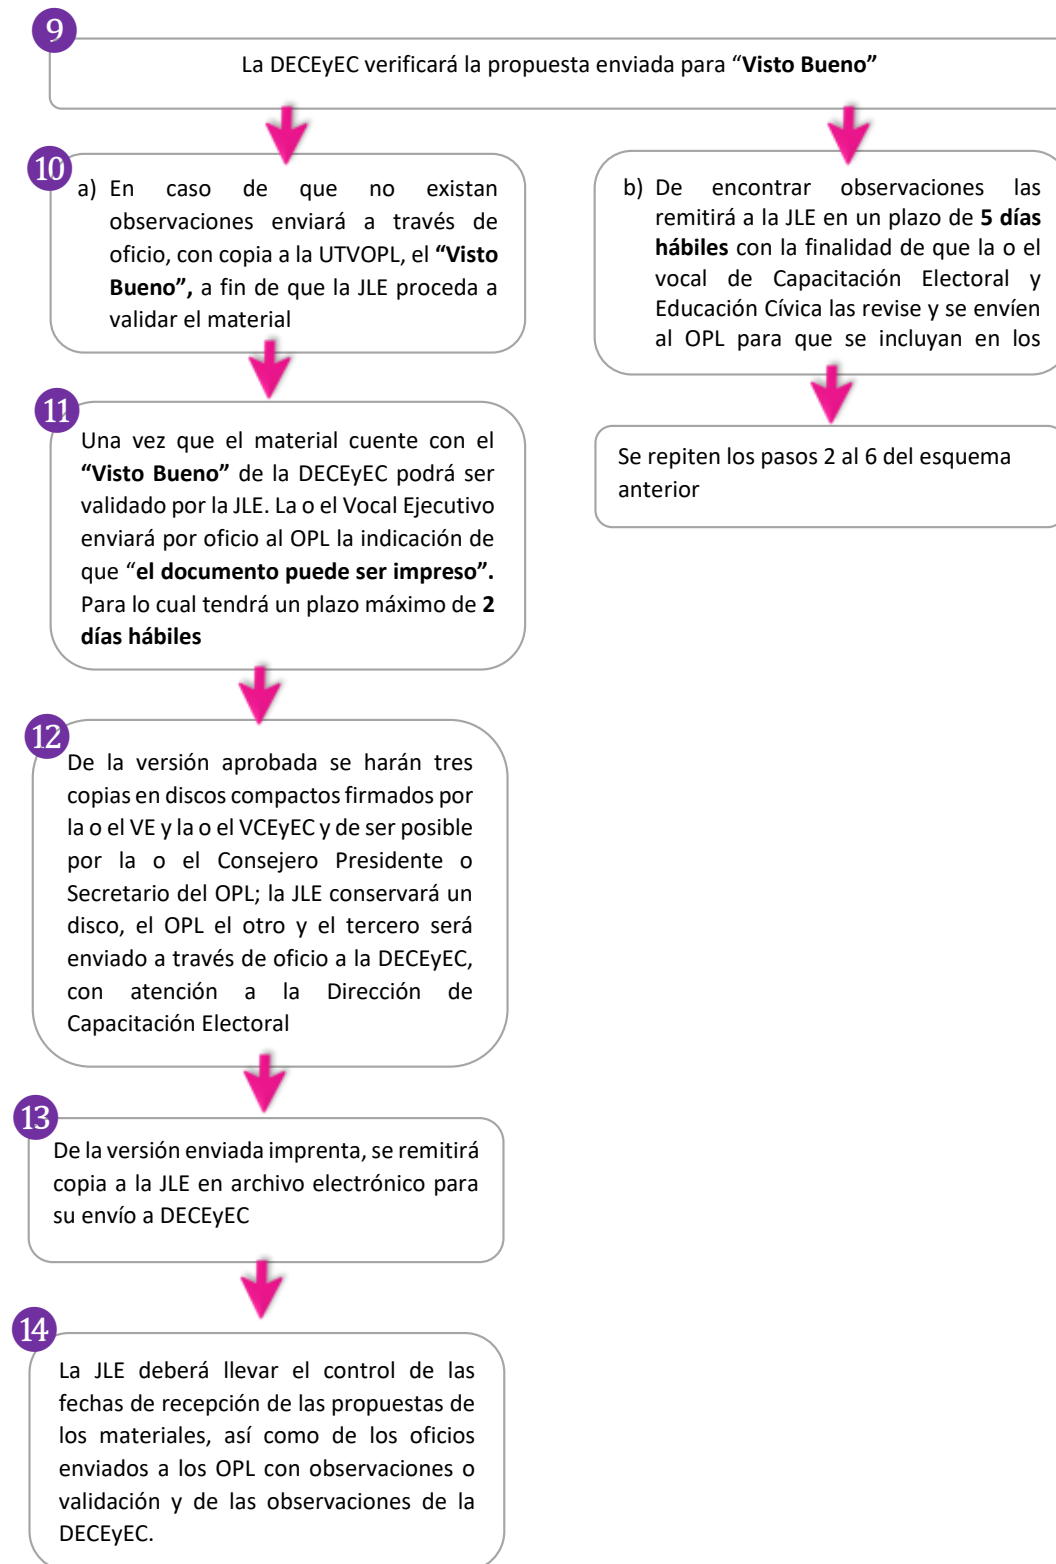 9
La DECEyEC verificará la propuesta enviada para “Visto Bueno”
10
a) En caso de que no existan
observaciones enviará a través de
oficio, con copia a la UTVOPL, el “Visto
Bueno”, a fin de que la JLE proceda a
validar el material
b) De encontrar observaciones las
remitirá a la JLE en un plazo de 5 días
hábiles con la finalidad de que la o el
vocal de Capacitación Electoral y
Educación Cívica las revise y se envíen
al OPL para que se incluyan en los
11
Una vez que el material cuente con el
“Visto Bueno” de la DECEyEC podrá ser
validado por la JLE. La o el Vocal Ejecutivo
enviará por oficio al OPL la indicación de
que “el documento puede ser impreso”.
Para lo cual tendrá un plazo máximo de 2
días hábiles
Se repiten los pasos 2 al 6 del esquema
anterior
12
De la versión aprobada se harán tres
copias en discos compactos firmados por
la o el VE y la o el VCEyEC y de ser posible
por la o el Consejero Presidente o
Secretario del OPL; la JLE conservará un
disco, el OPL el otro y el tercero será
enviado a través de oficio a la DECEyEC,
con atención a la Dirección de
Capacitación Electoral
13
De la versión enviada imprenta, se remitirá
copia a la JLE en archivo electrónico para
su envío a DECEyEC
14
La JLE deberá llevar el control de las
fechas de recepción de las propuestas de
los materiales, así como de los oficios
enviados a los OPL con observaciones o
validación y de las observaciones de la
DECEyEC.